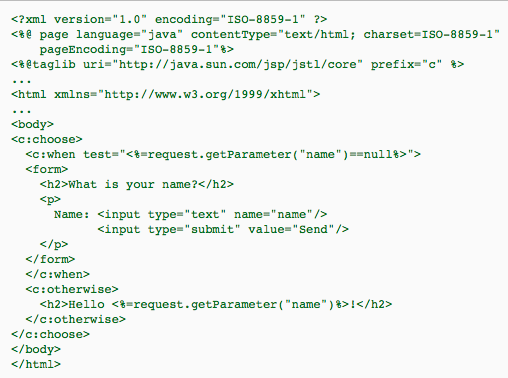 <?xml version="1.0" encoding="ISO-8859-1" ?>
<%@ page language="java" contentType="text/html; charset=ISO-8859-1"
    pageEncoding="ISO-8859-1"%>
<%@taglib uri="http://java.sun.com/jsp/jstl/core" prefix="c" %>
...
<html xmlns="http://www.w3.org/1999/xhtml">
...
<body>
<c:choose>
  <c:when test="<%=request.getParameter("name")==null%>">
  <form>
    <h2>What is your name?</h2>
    <p>
      Name: <input type="text" name="name"/>
            <input type="submit" value="Send"/>
    </p>
  </form>
  </c:when>
  <c:otherwise>
    <h2>Hello <%=request.getParameter("name")%>!</h2>
  </c:otherwise>
</c:choose>
</body>
</html>